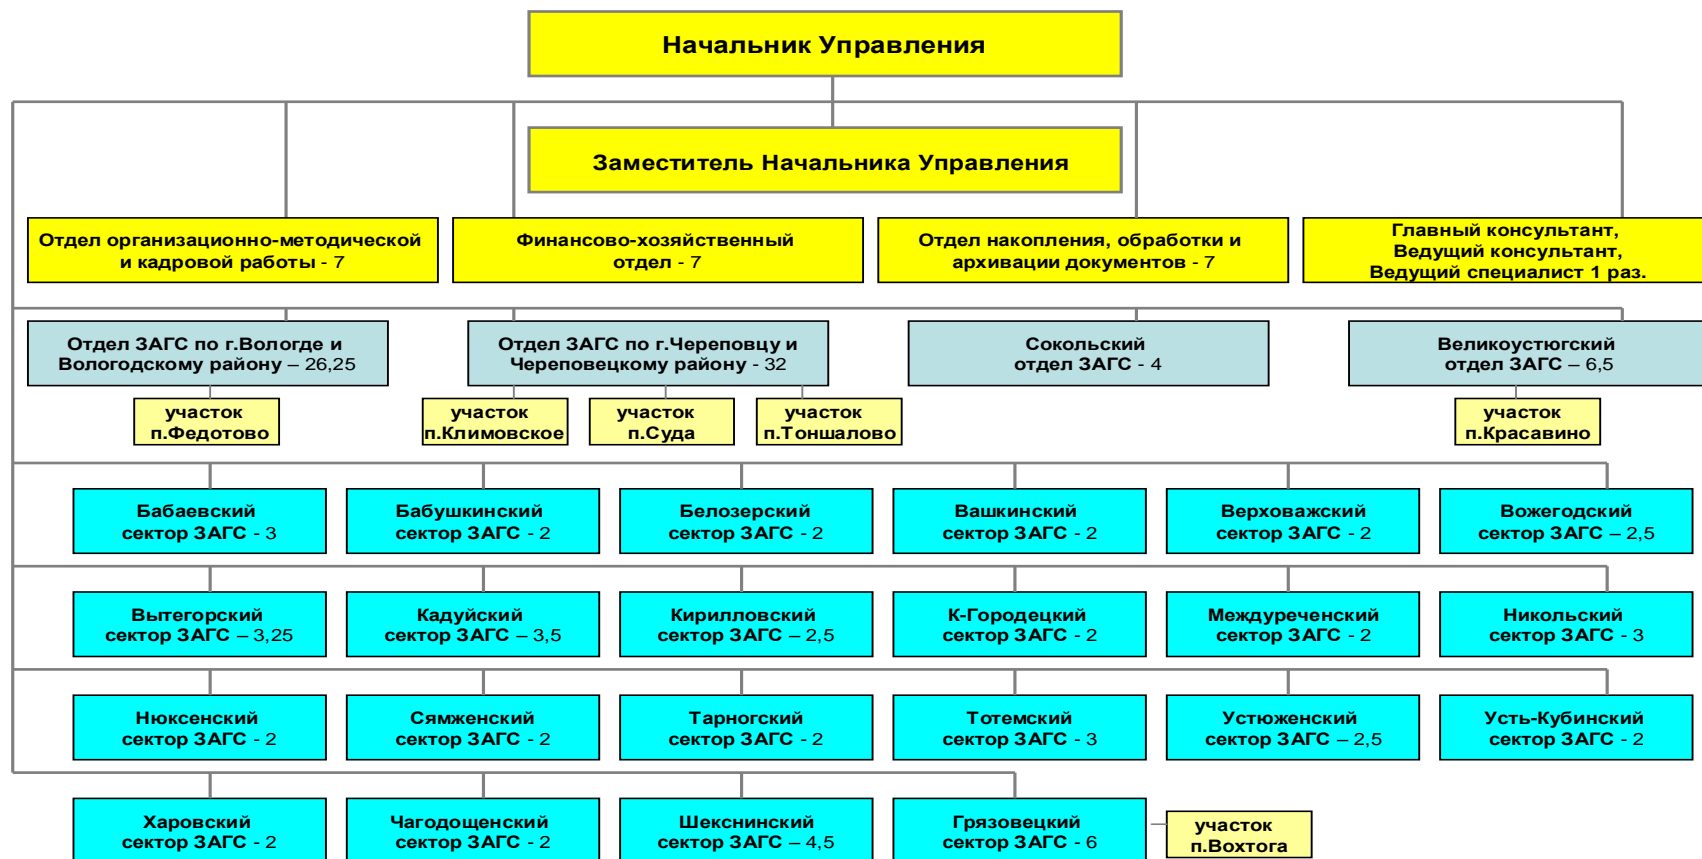 Начальник Управления
Заместитель Начальника Управления
Отдел организационно-методической
и кадровой работы - 7
Финансово-хозяйственный
отдел - 7
Отдел накопления, обработки и
архивации документов - 7
Главный консультант,
Ведущий консультант,
Ведущий специалист 1 раз.
Отдел ЗАГС по г.Вологде и
Вологодскому району – 26,25
Отдел ЗАГС по г.Череповцу и
Череповецкому району - 32
Сокольский
отдел ЗАГС - 4
Великоустюгский
отдел ЗАГС – 6,5
участок
п.Федотово
участок
п.Климовское
участок
п.Суда
участок
п.Тоншалово
участок
п.Красавино
Бабаевский
сектор ЗАГС - 3
Бабушкинский
сектор ЗАГС - 2
Белозерский
сектор ЗАГС - 2
Вашкинский
сектор ЗАГС - 2
Верховажский
сектор ЗАГС - 2
Вожегодский
сектор ЗАГС – 2,5
Вытегорский
сектор ЗАГС – 3,25
Кадуйский
сектор ЗАГС – 3,5
Кирилловский
сектор ЗАГС – 2,5
К-Городецкий
сектор ЗАГС - 2
Междуреченский
сектор ЗАГС - 2
Никольский
сектор ЗАГС - 3
Нюксенский
сектор ЗАГС - 2
Сямженский
сектор ЗАГС - 2
Тарногский
сектор ЗАГС - 2
Тотемский
сектор ЗАГС - 3
Устюженский
сектор ЗАГС – 2,5
Усть-Кубинский
сектор ЗАГС - 2
Харовский
сектор ЗАГС - 2
Чагодощенский
сектор ЗАГС - 2
Шекснинский
сектор ЗАГС – 4,5
Грязовецкий
сектор ЗАГС - 6
участок
п.Вохтога